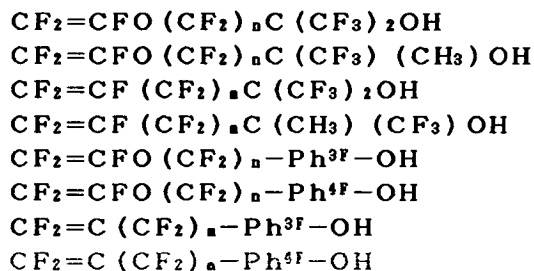 CF₂=CFO(CF₂)ₙC(CF₃)₂OH
CF₂=CFO(CF₂)ₙC(CF₃)(CH₃)OH
CF₂=CF(CF₂)ₙC(CF₃)₂OH
CF₂=CF(CF₂)ₙC(CH₃)(CF₃)OH
CF₂=CFO(CF₂)ₙ-Ph³ᶠ-OH
CF₂=CFO(CF₂)ₙ-Ph⁴ᶠ-OH
CF₂=C(CF₂)ₙ-Ph³ᶠ-OH
CF₂=C(CF₂)ₙ-Ph⁴ᶠ-OH